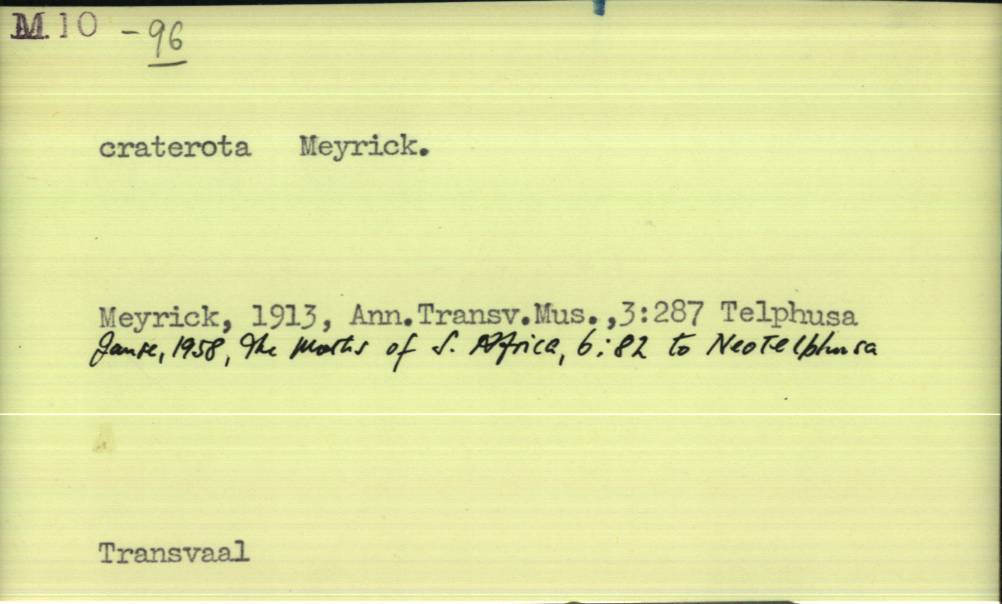 M.10 - 96
craterota Meyrick.
Meyrick, 1913, Ann.Transv.Mus.,3:287 Telphusa
Janse, 1958, The Moths of S. Africa, 6:82 to Neotelphusa
Transvaal